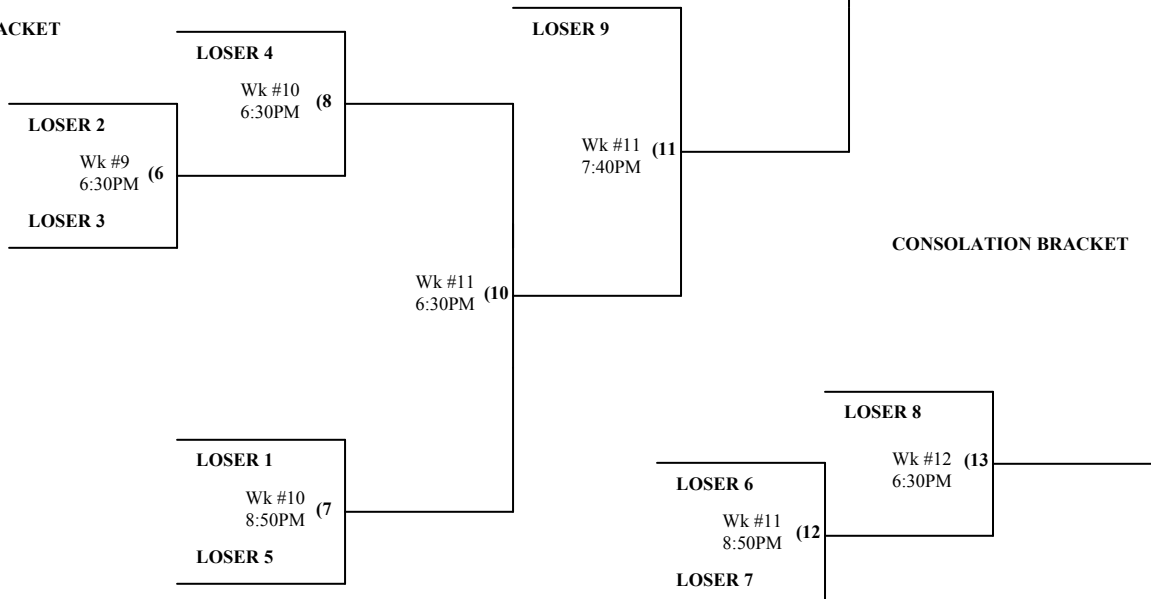 ACKET
LOSER 4
Wk #10
6:30PM
(8
LOSER 2
Wk #9
6:30PM
(6
LOSER 3
LOSER 9
Wk #11
7:40PM
(11
Wk #11
6:30PM
(10
LOSER 1
Wk #10
8:50PM
(7
LOSER 5
CONSOLATION BRACKET
LOSER 8
Wk #12
6:30PM
(13
LOSER 6
Wk #11
8:50PM
(12
LOSER 7